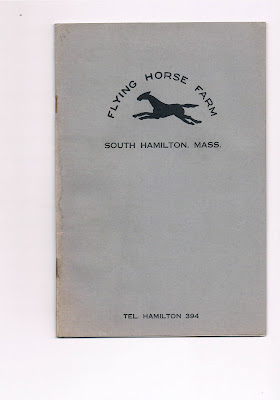 FLYING HORSE FARM
SOUTH HAMILTON, MASS.
TEL. HAMILTON 394